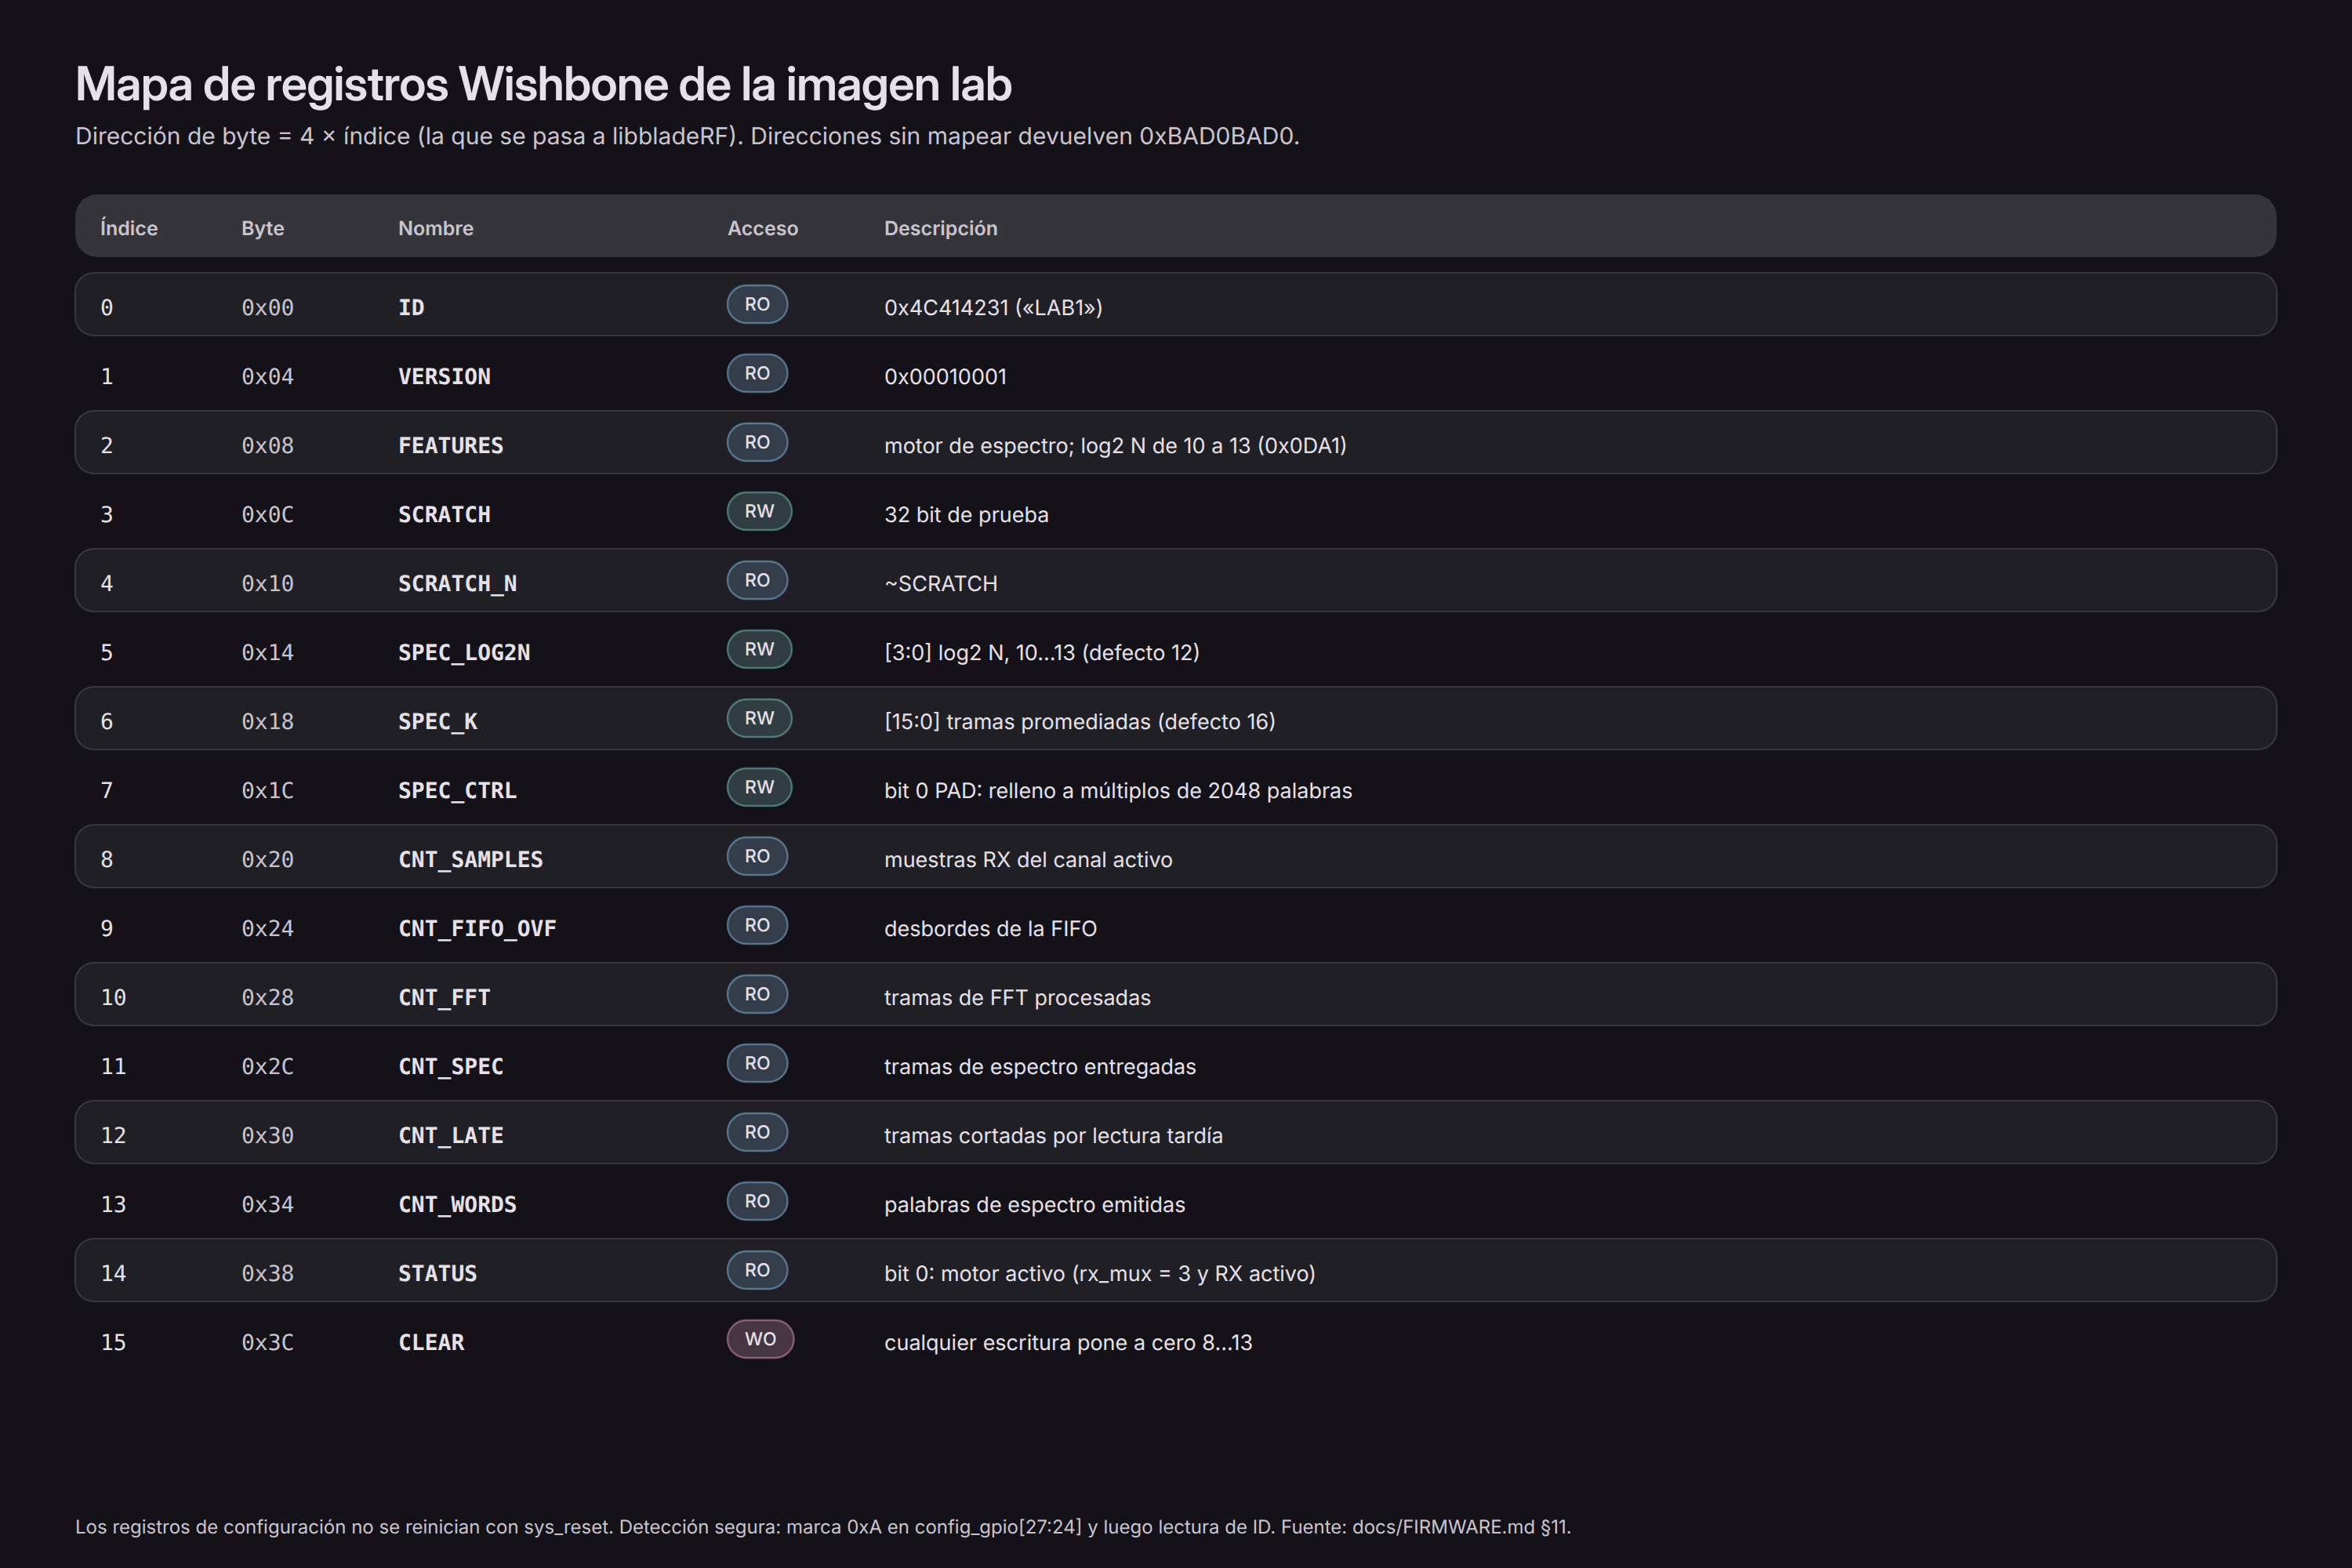 Mapa de registros Wishbone de la imagen lab
Dirección de byte = 4 × índice (la que se pasa a libbladeRF). Direcciones sin mapear devuelven 0xBAD0BAD0.
Índice Byte Nombre Acceso Descripción
0 0x00 ID RO 0x4C414231 («LAB1»)
1 0x04 VERSION RO 0x00010001
2 0x08 FEATURES RO motor de espectro; log2 N de 10 a 13 (0x0DA1)
3 0x0C SCRATCH RW 32 bit de prueba
4 0x10 SCRATCH_N RO ~SCRATCH
5 0x14 SPEC_LOG2N RW [3:0] log2 N, 10…13 (defecto 12)
6 0x18 SPEC_K RW [15:0] tramas promediadas (defecto 16)
7 0x1C SPEC_CTRL RW bit 0 PAD: relleno a múltiplos de 2048 palabras
8 0x20 CNT_SAMPLES RO muestras RX del canal activo
9 0x24 CNT_FIFO_OVF RO desbordes de la FIFO
10 0x28 CNT_FFT RO tramas de FFT procesadas
11 0x2C CNT_SPEC RO tramas de espectro entregadas
12 0x30 CNT_LATE RO tramas cortadas por lectura tardía
13 0x34 CNT_WORDS RO palabras de espectro emitidas
14 0x38 STATUS RO bit 0: motor activo (rx_mux = 3 y RX activo)
15 0x3C CLEAR WO cualquier escritura pone a cero 8…13
Los registros de configuración no se reinician con sys_reset. Detección segura: marca 0xA en config_gpio[27:24] y luego lectura de ID. Fuente: docs/FIRMWARE.md §11.